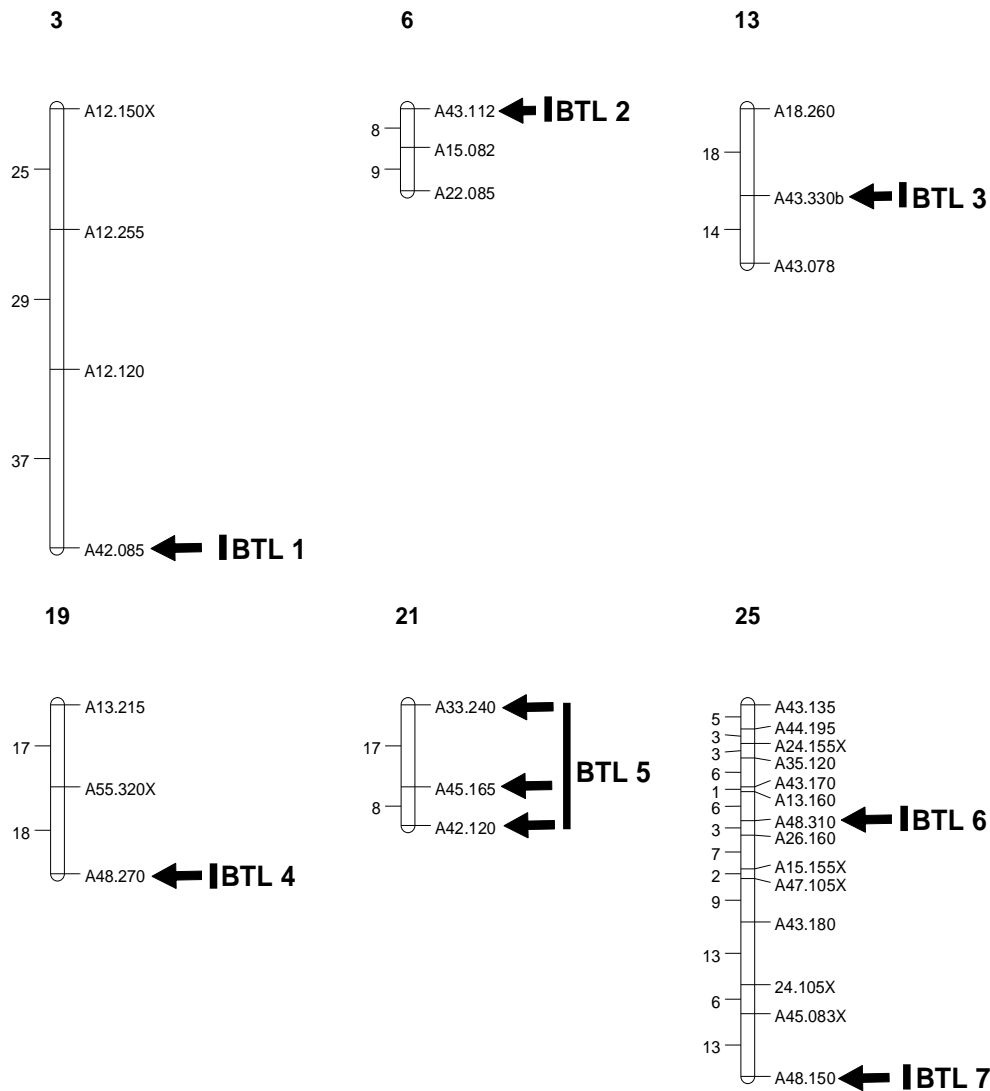 3
A12.150X
25
A12.255
29
A12.120
37
A42.085
BTL 1
6
A43.112
BTL 2
8
A15.082
9
A22.085
13
A18.260
18
A43.330b
BTL 3
14
A43.078
19
A13.215
17
A55.320X
18
A48.270
BTL 4
21
A33.240
17
A45.165
BTL 5
8
A42.120
25
A43.135
5
A44.195
3
A24.155X
3
A35.120
6
A43.170
1
A13.160
6
A48.310
BTL 6
3
A26.160
7
A15.155X
2
A47.105X
9
A43.180
13
24.105X
6
A45.083X
13
A48.150
BTL 7